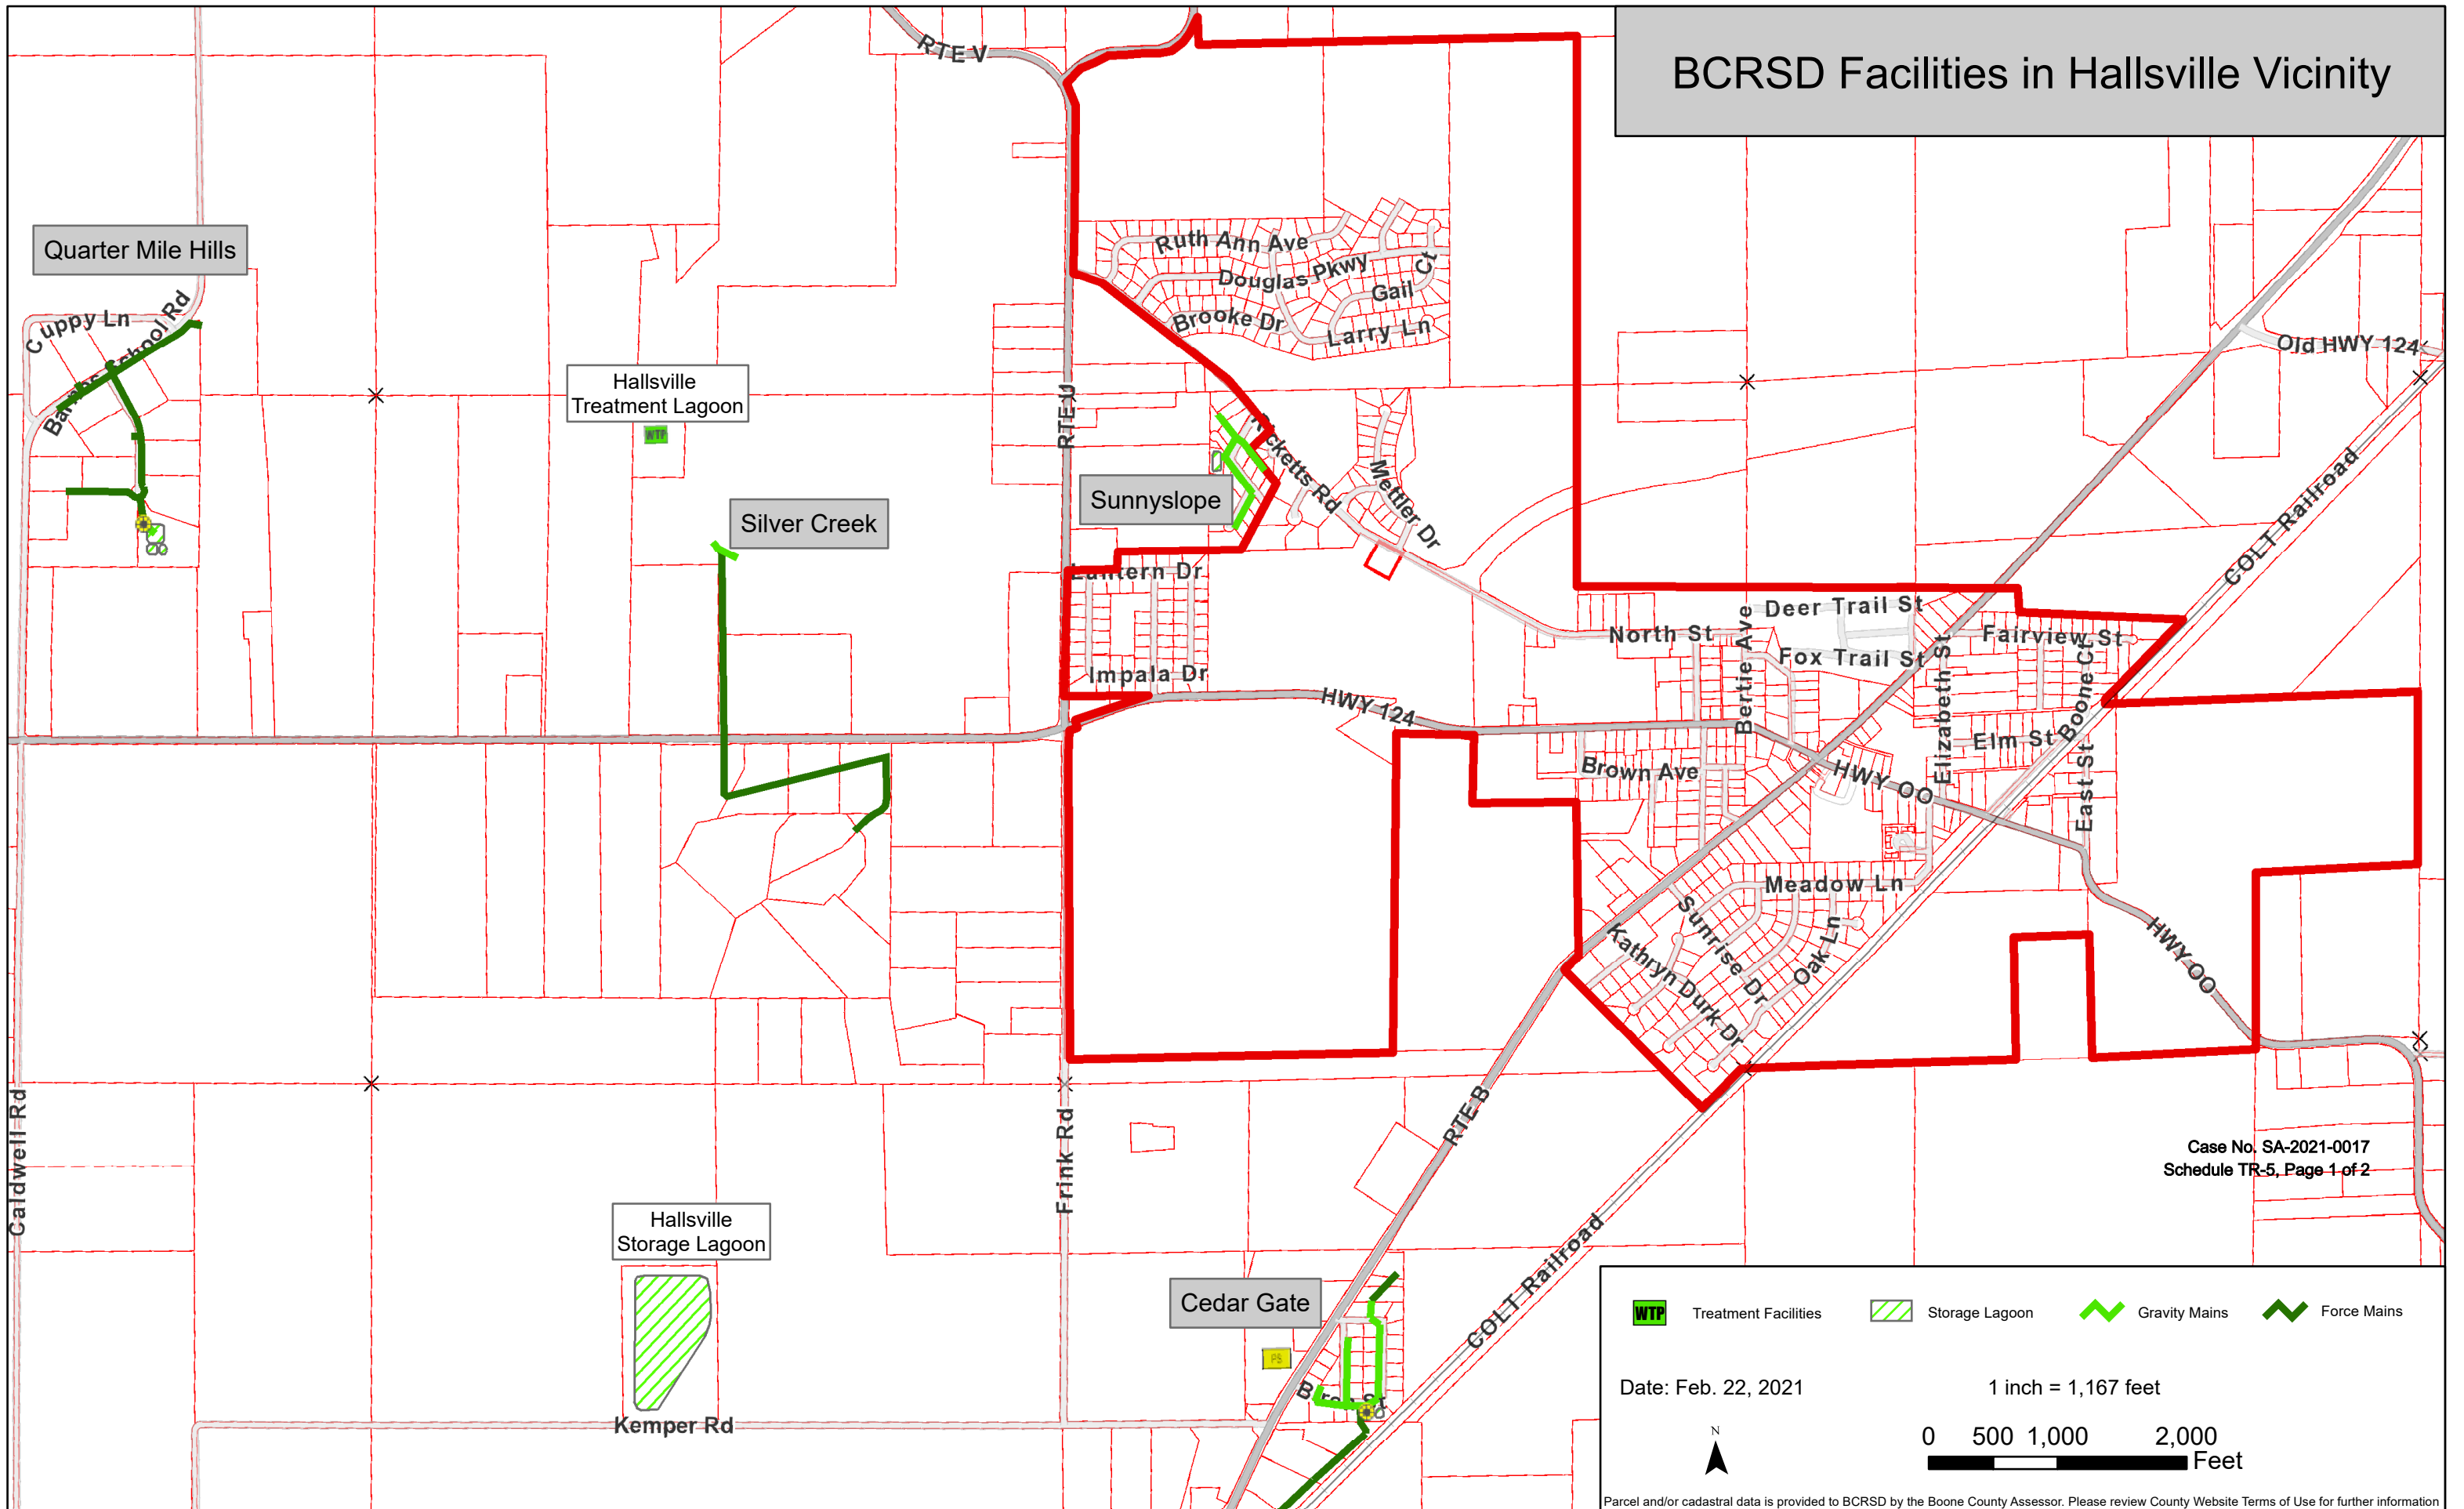 BCRSD Facilities in Hallsville Vicinity
RTE V
Quarter Mile Hills
Cuppy Ln
Ruth Ann Ave
Douglas Pkwy
Gail Ct
Brooke Dr
Larry Ln
Old HWY 124
Hallsville
Treatment Lagoon
WTP
RTE U
Ricketts Rd
Mettler Dr
Sunnyslope
Silver Creek
COLT Railroad
Lantern Dr
Impala Dr
HWY 124
North St
Bertie Ave
Deer Trail St
Fox Trail St
Elizabeth St
Fairview St
Boone Ct
Elm St
East St
Brown Ave
HWY OO
Meadow Ln
Sunrise Dr
Oak Ln
Kathryn Durk Dr
HWY OO
Caldwell Rd
Frink Rd
RTE B
Case No. SA-2021-0017
Schedule TR-5, Page 1 of 2
Hallsville
Storage Lagoon
Kemper Rd
Cedar Gate
PS
COLT Railroad
WTP Treatment Facilities
Storage Lagoon
Gravity Mains
Force Mains
Date: Feb. 22, 2021
1 inch = 1,167 feet
N
0 500 1,000 2,000
Feet
Parcel and/or cadastral data is provided to BCRSD by the Boone County Assessor. Please review County Website Terms of Use for further information